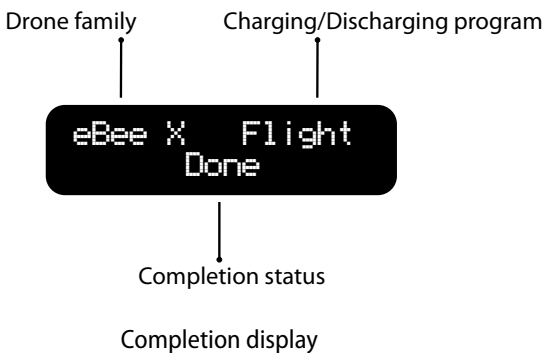 Drone family Charging/Discharging program
eBee X Flight
Done
Completion status
Completion display